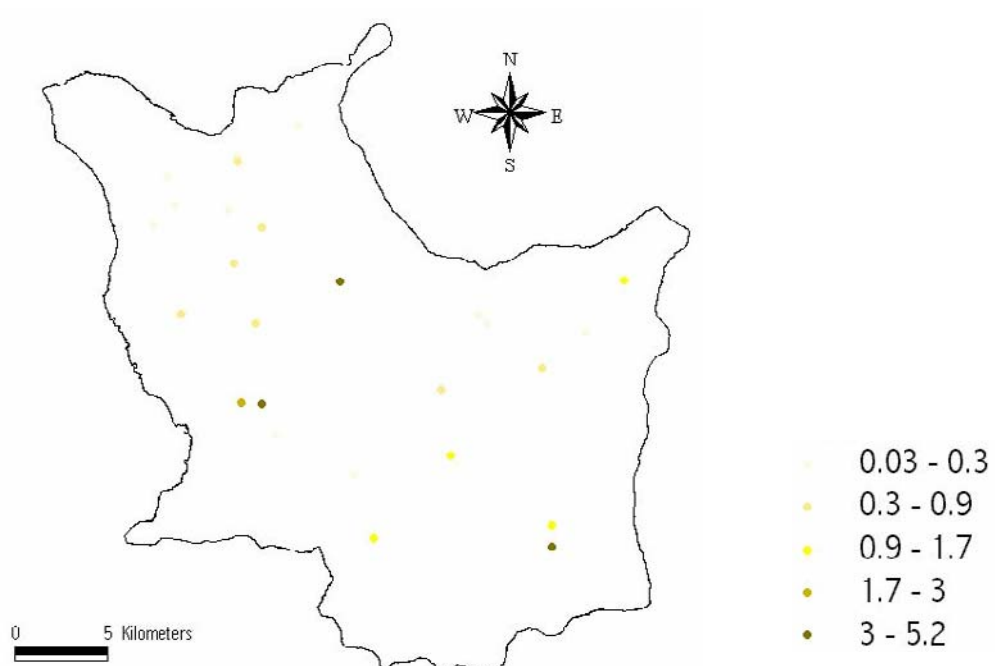 N
W E
S
0.03 - 0.3
0.3 - 0.9
0.9 - 1.7
1.7 - 3
3 - 5.2
0 5 Kilometers